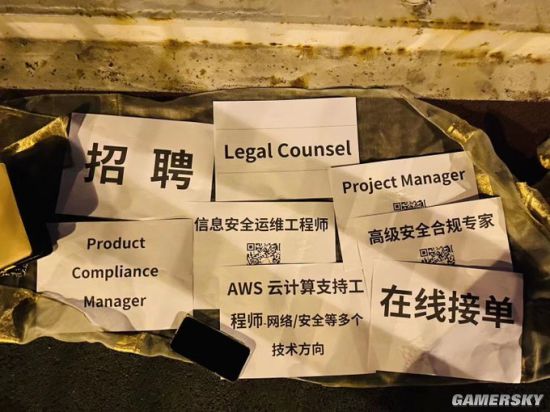 招聘
Legal Counsel
Project Manager
信息安全运维工程师
高级安全合规专家
Product
Compliance
Manager
AWS 云计算支持工
程师-网络/安全等多个
技术方向
在线接单
GAMERSKY